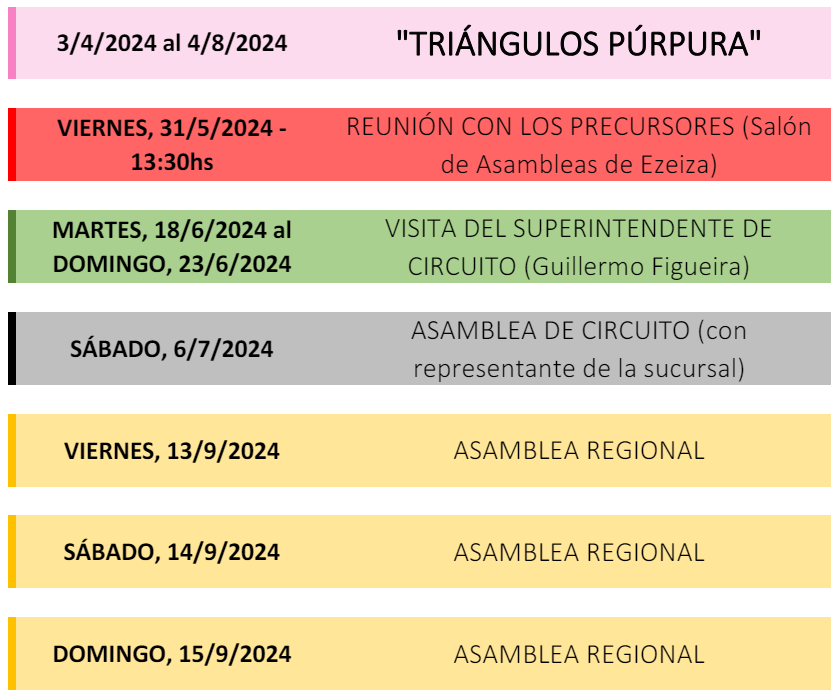 3/4/2024 al 4/8/2024
"TRIÁNGULOS PÚRPURA"
VIERNES, 31/5/2024 -
13:30hs
REUNIÓN CON LOS PRECURSORES (Salón
de Asambleas de Ezeiza)
MARTES, 18/6/2024 al
DOMINGO, 23/6/2024
VISITA DEL SUPERINTENDENTE DE
CIRCUITO (Guillermo Figueira)
SÁBADO, 6/7/2024
ASAMBLEA DE CIRCUITO (con
representante de la sucursal)
VIERNES, 13/9/2024
ASAMBLEA REGIONAL
SÁBADO, 14/9/2024
ASAMBLEA REGIONAL
DOMINGO, 15/9/2024
ASAMBLEA REGIONAL